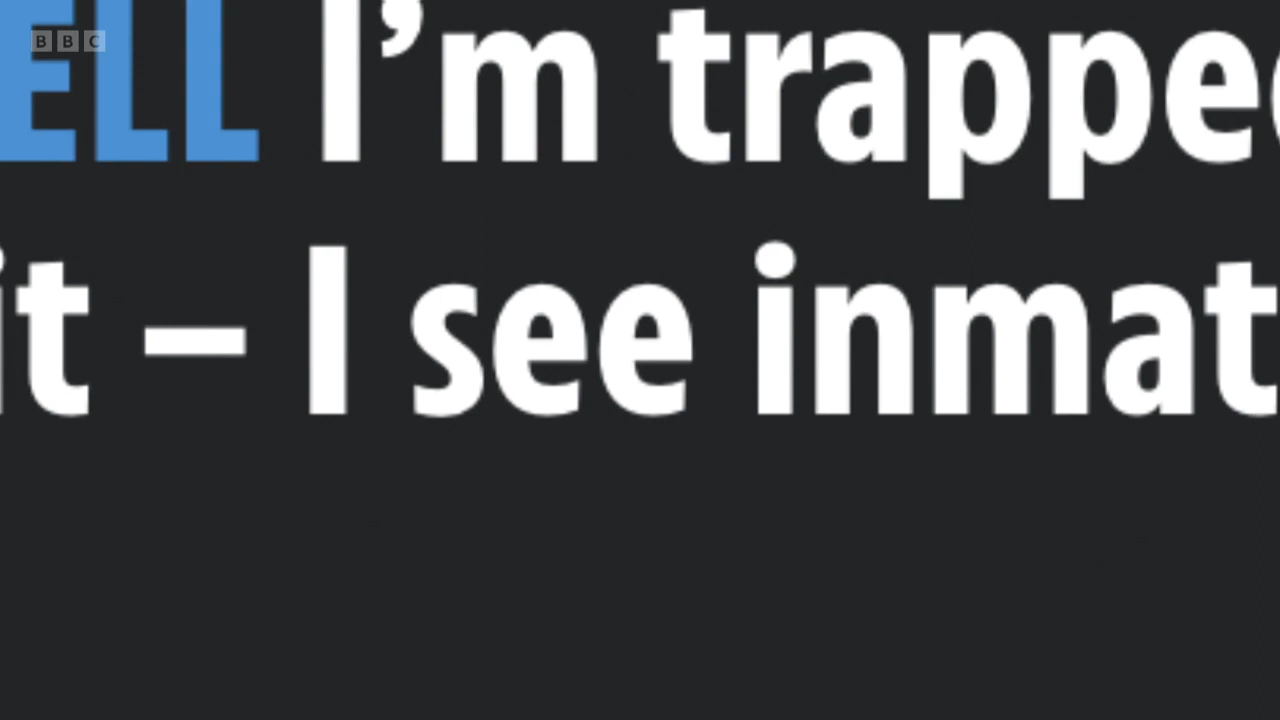 BBC
ELL I’m trappe
it – I see inmat